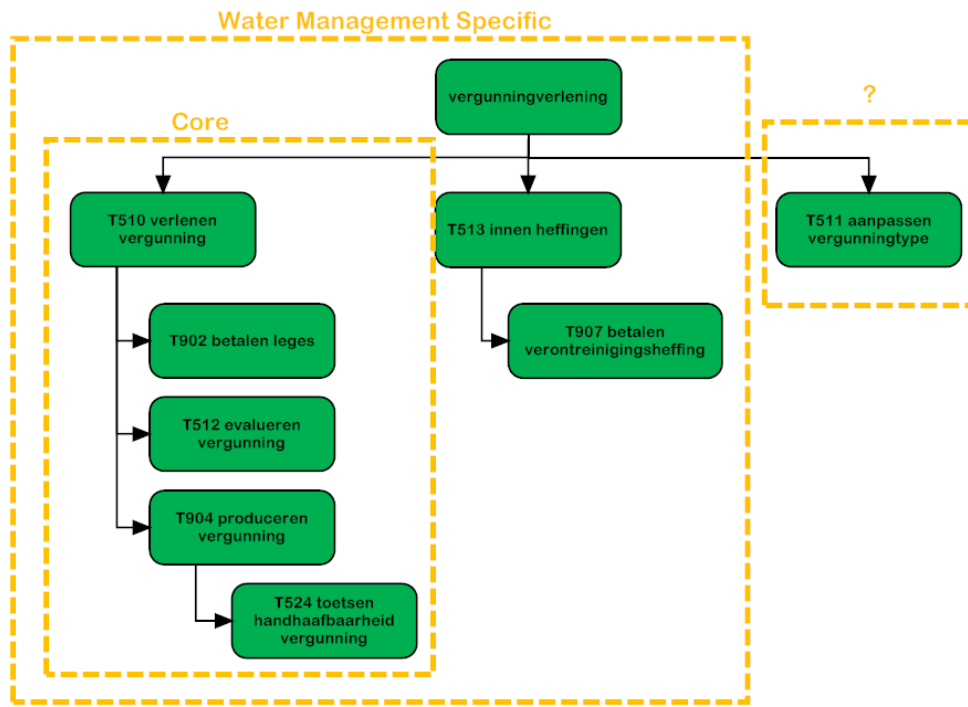 Water Management Specific
vergunningverlening
?
Core
T510 verlenen
vergunning
T513 innen heffingen
T511 aanpassen
vergunningtype
T902 betalen leges
T907 betalen
verontreinigingsheffing
T512 evalueren
vergunning
T904 produceren
vergunning
T524 toetsen
handhaafbaarheid
vergunning